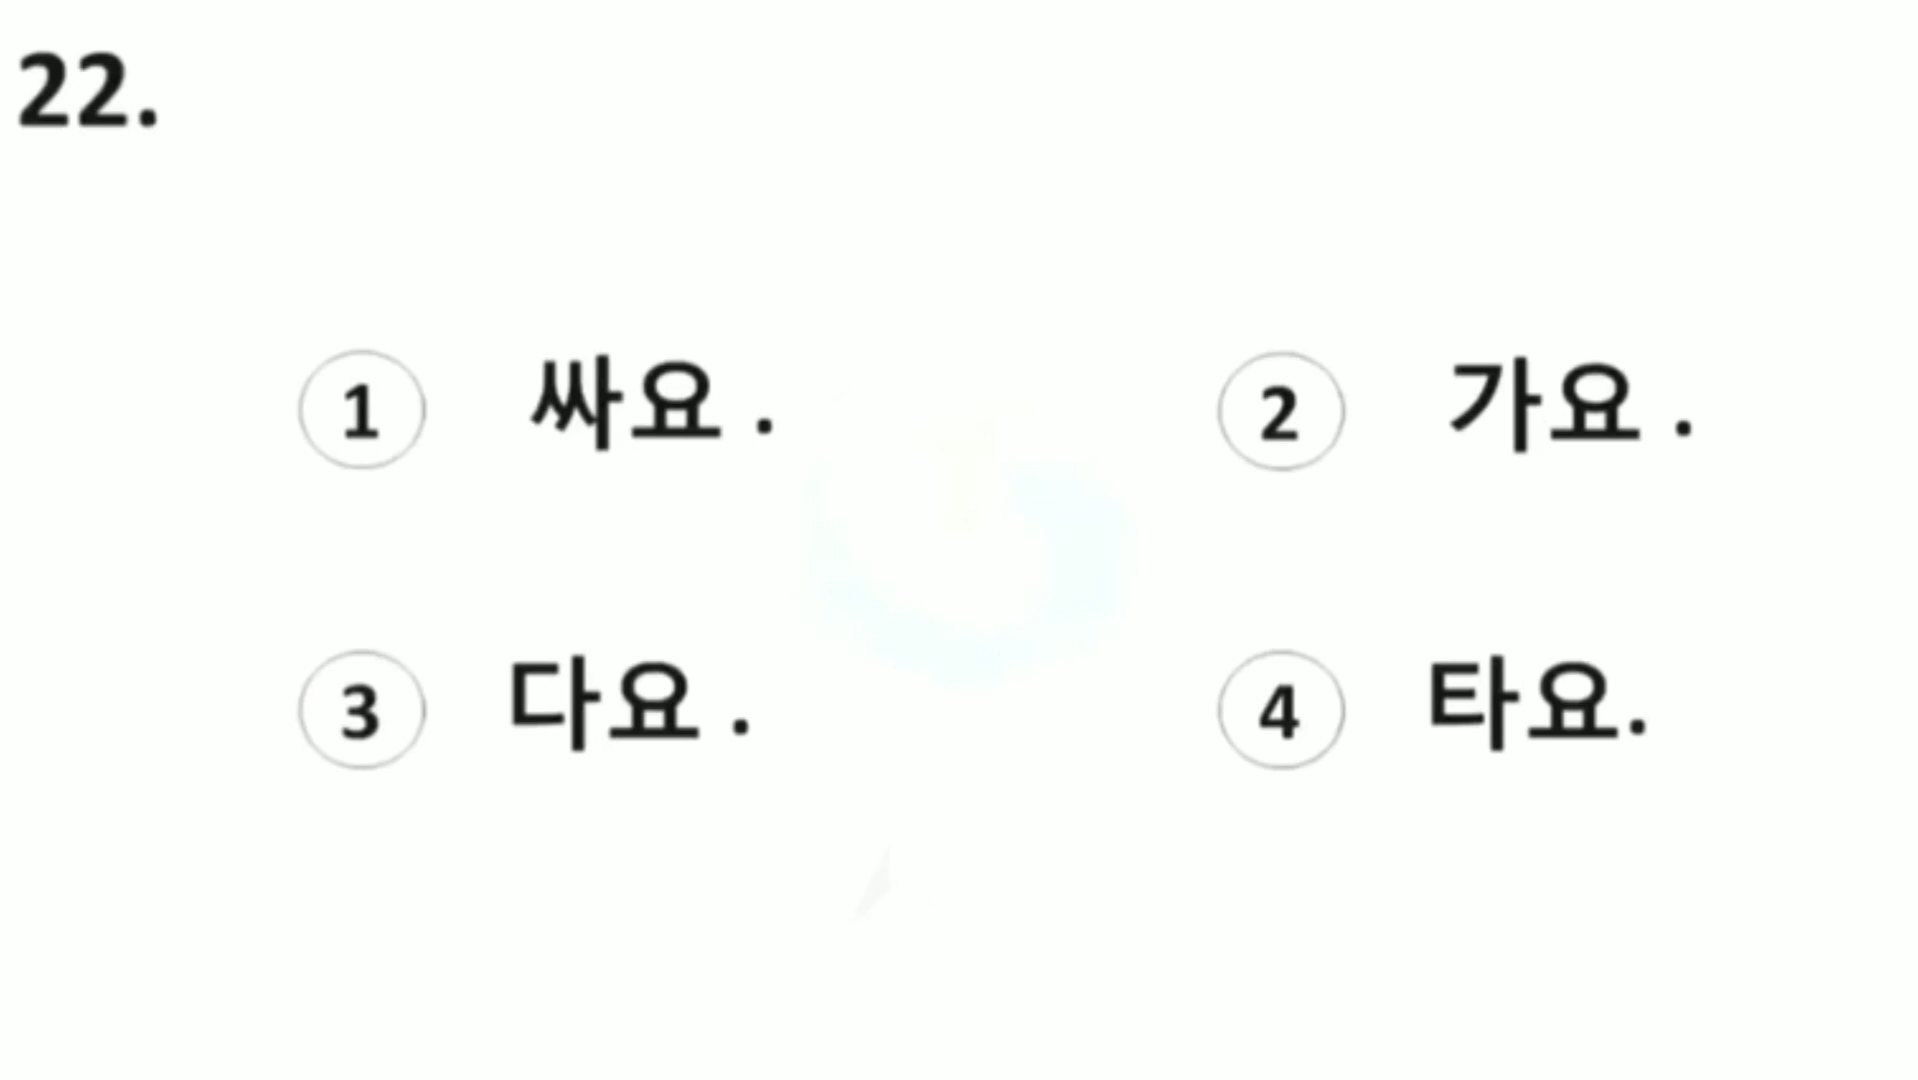 22.
① 싸요 . ② 가요 .
③ 다요 . ④ 타요.